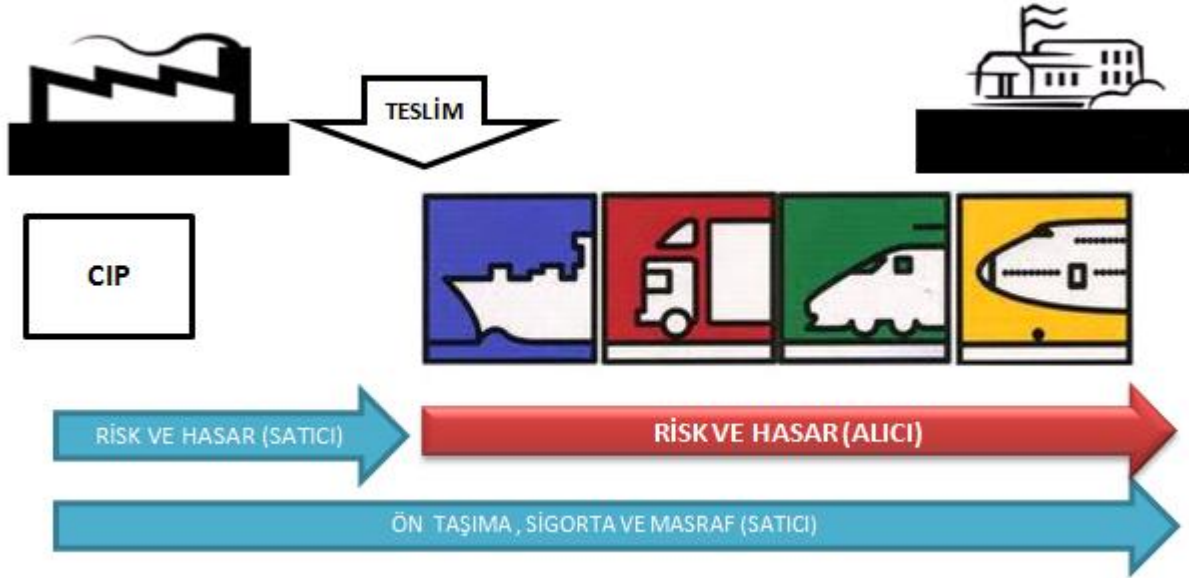 TESLİM
CIP
RİSK VE HASAR (SATICI)
RİSK VE HASAR (ALICI)
ÖN TAŞIMA , SİGORTA VE MASRAF (SATICI)